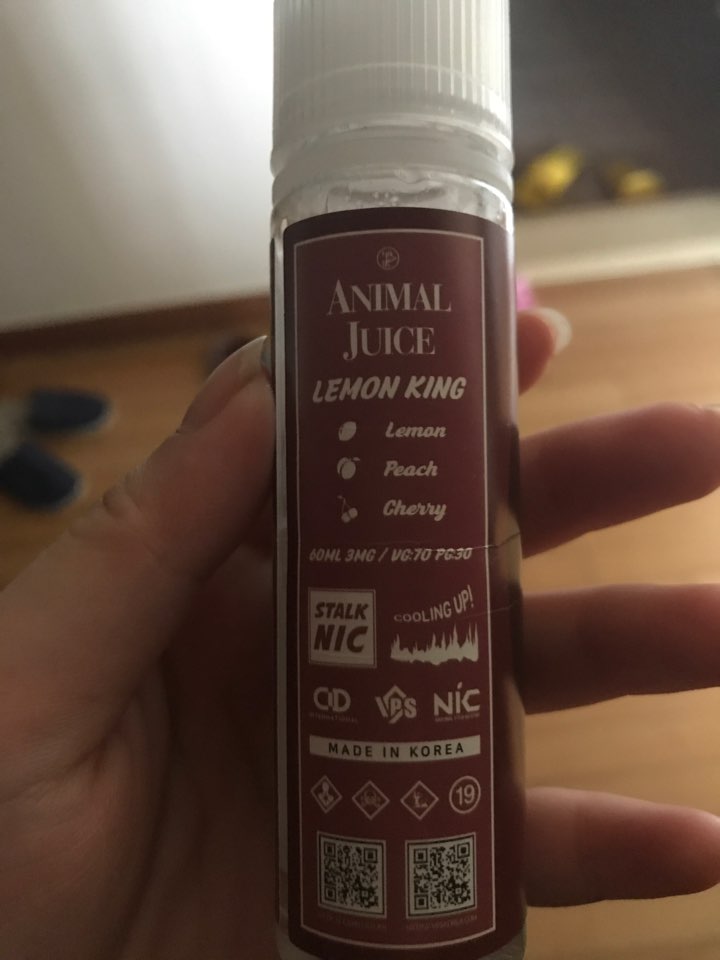 ANIMAL
JUICE
LEMON KING
Lemon
Peach
Cherry
60ML 3MG / VG:70 PG:30
STALK
NIC
COOLING UP!
INTERNATIONAL
VPS
NIC
MADE IN KOREA
19